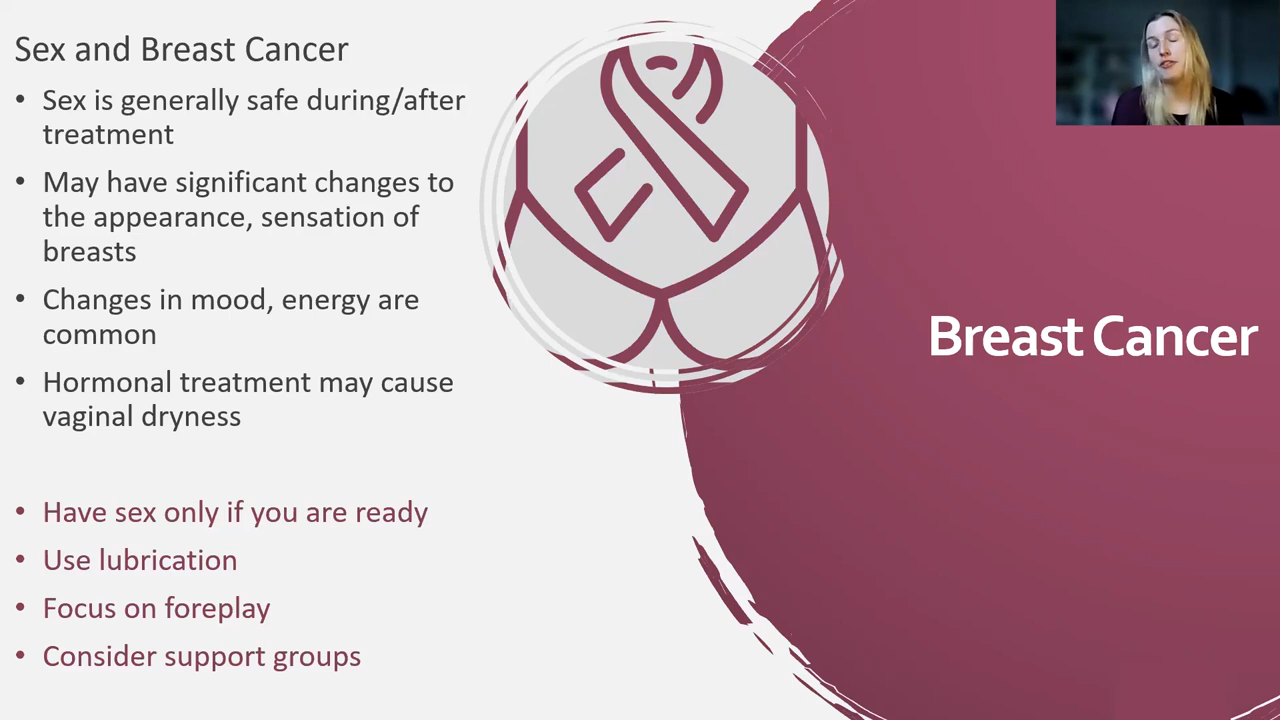 Sex and Breast Cancer
• Sex is generally safe during/after
treatment
• May have significant changes to
the appearance, sensation of
breasts
• Changes in mood, energy are
common
• Hormonal treatment may cause
vaginal dryness
• Have sex only if you are ready
• Use lubrication
• Focus on foreplay
• Consider support groups
Breast Cancer